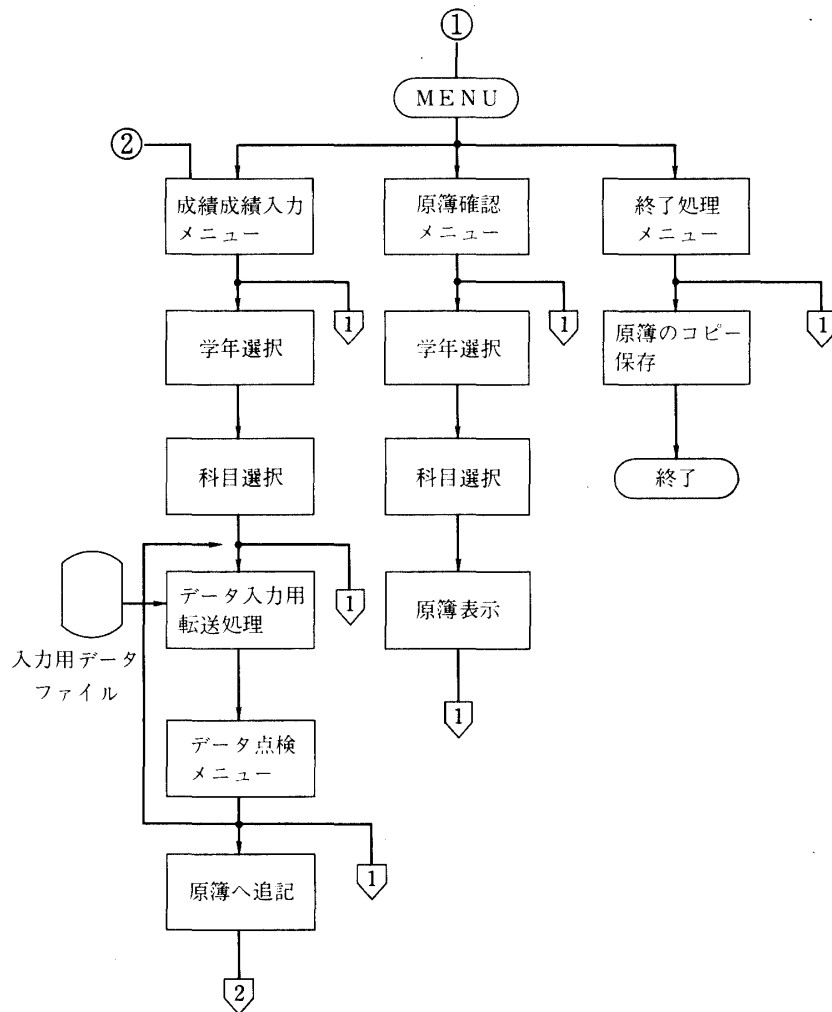 ①
MENU
②
成績成績入力
メニュー
原簿確認
メニュー
終了処理
メニュー
1
1
1
学年選択
学年選択
原簿のコピー
保存
科目選択
科目選択
終了
データ入力用
転送処理
1
原簿表示
入力用データ
ファイル
1
データ点検
メニュー
1
原簿へ追記
2